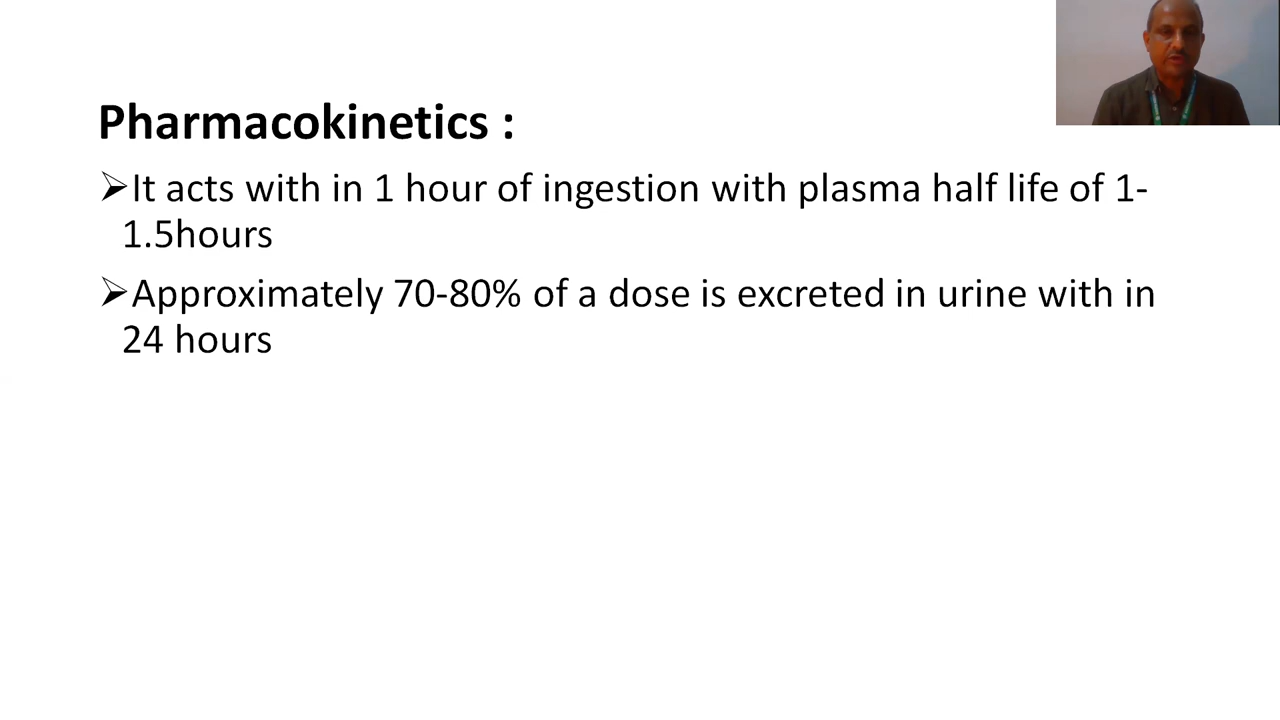 Pharmacokinetics :
➢It acts with in 1 hour of ingestion with plasma half life of 1-
1.5hours
➢Approximately 70-80% of a dose is excreted in urine with in
24 hours